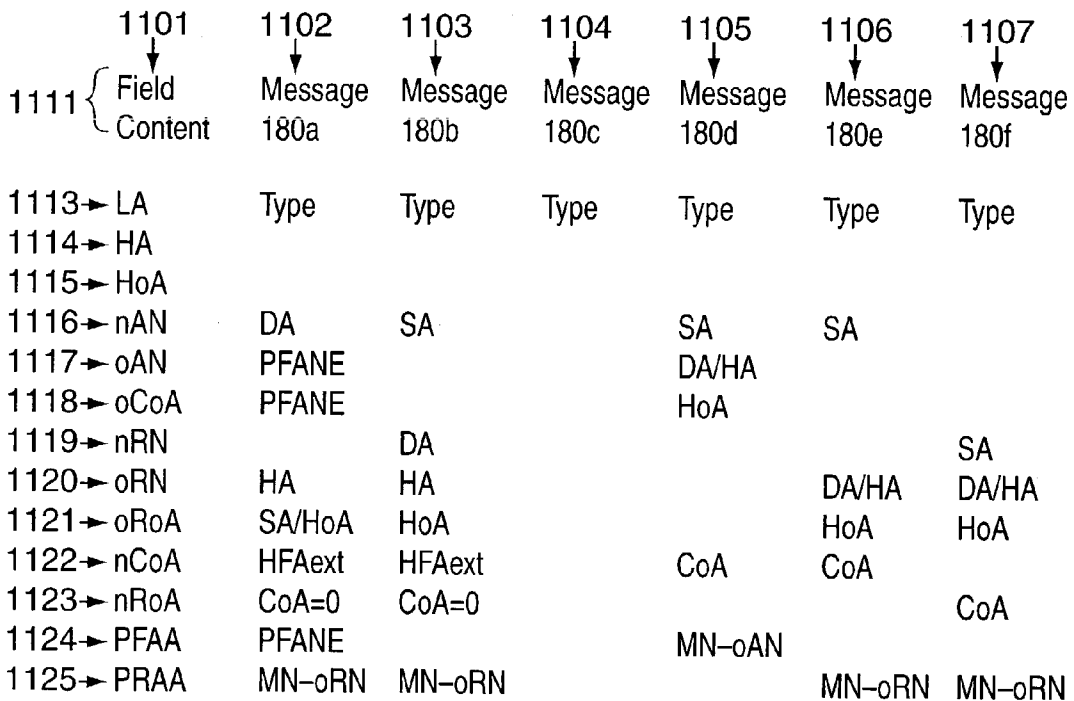 1101 1102 1103 1104 1105 1106 1107
1111 { Field Message Message Message Message Message Message
Content 180a 180b 180c 180d 180e 180f
1113→ LA Type Type Type Type Type Type
1114→ HA
1115→ HoA
1116→ nAN DA SA SA SA
1117→ oAN PFANE DA/HA
1118→ oCoA PFANE HoA
1119→ nRN DA SA
1120→ oRN HA HA DA/HA DA/HA
1121→ oRoA SA/HoA HoA HoA HoA
1122→ nCoA HFAext HFAext CoA CoA
1123→ nRoA CoA=0 CoA=0 CoA
1124→ PFAA PFANE MN–oAN
1125→ PRAA MN–oRN MN–oRN MN–oRN MN–oRN